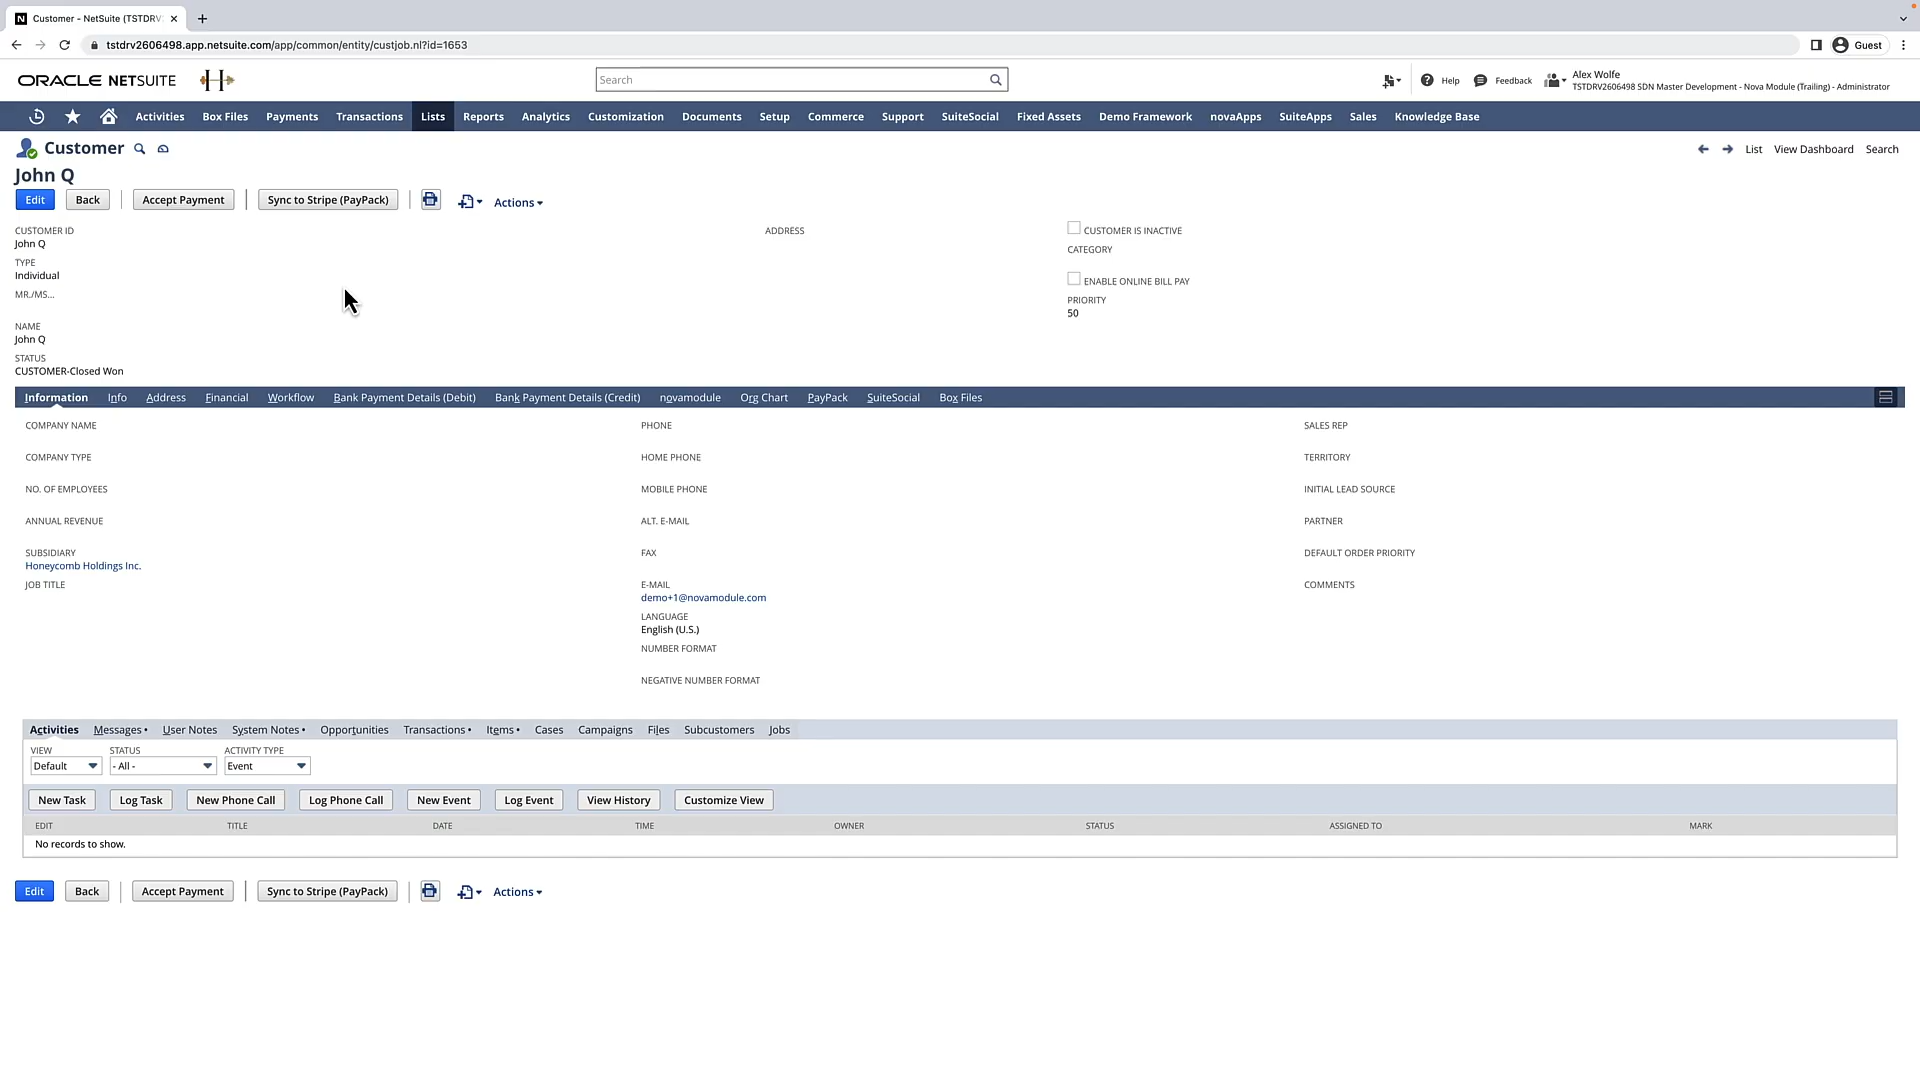 Customer - NetSuite (TSTDRV
tstdrv2606498.app.netsuite.com/app/common/entity/custjob.nl?id=1653
Guest
ORACLE NETSUITE
Search
Help
Feedback
Alex Wolfe
TSTDRV2606498 SDN Master Development - Nova Module (Trailing) - Administrator
Activities Box Files Payments Transactions Lists Reports Analytics Customization Documents Setup Commerce Support SuiteSocial Fixed Assets Demo Framework novaApps SuiteApps Sales Knowledge Base
Customer
List View Dashboard Search
John Q
Edit Back Accept Payment Sync to Stripe (PayPack) Actions
CUSTOMER ID
John Q
TYPE
Individual
MR./MS...
NAME
John Q
STATUS
CUSTOMER-Closed Won
ADDRESS
CUSTOMER IS INACTIVE
CATEGORY
ENABLE ONLINE BILL PAY
PRIORITY
50
Information Info Address Financial Workflow Bank Payment Details (Debit) Bank Payment Details (Credit) novamodule Org Chart PayPack SuiteSocial Box Files
COMPANY NAME
COMPANY TYPE
NO. OF EMPLOYEES
ANNUAL REVENUE
SUBSIDIARY
Honeycomb Holdings Inc.
JOB TITLE
PHONE
HOME PHONE
MOBILE PHONE
ALT. E-MAIL
FAX
E-MAIL
demo+1@novamodule.com
LANGUAGE
English (U.S.)
NUMBER FORMAT
NEGATIVE NUMBER FORMAT
SALES REP
TERRITORY
INITIAL LEAD SOURCE
PARTNER
DEFAULT ORDER PRIORITY
COMMENTS
Activities Messages• User Notes System Notes• Opportunities Transactions• Items• Cases Campaigns Files Subcustomers Jobs
VIEW STATUS ACTIVITY TYPE
Default - All - Event
New Task Log Task New Phone Call Log Phone Call New Event Log Event View History Customize View
EDIT TITLE DATE TIME OWNER STATUS ASSIGNED TO MARK
No records to show.
Edit Back Accept Payment Sync to Stripe (PayPack) Actions